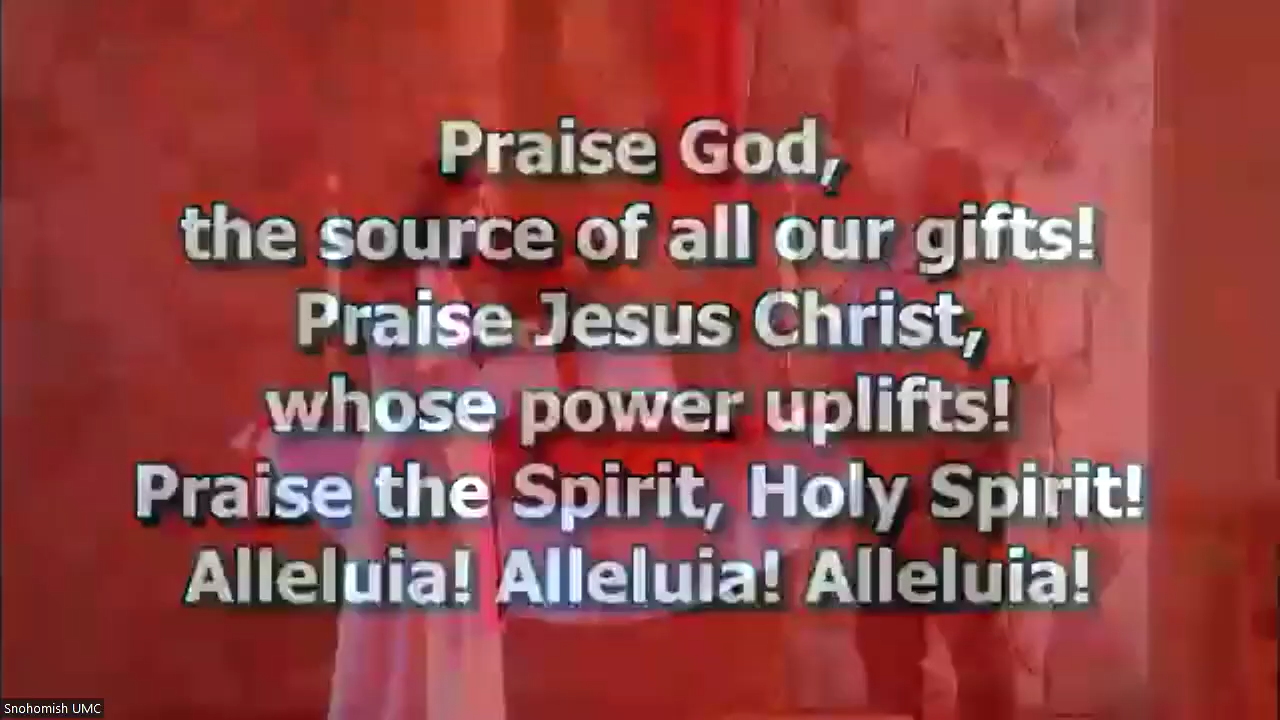 Praise God,
the source of all our gifts!
Praise Jesus Christ,
whose power uplifts!
Praise the Spirit, Holy Spirit!
Alleluia! Alleluia! Alleluia!
Snohomish UMC